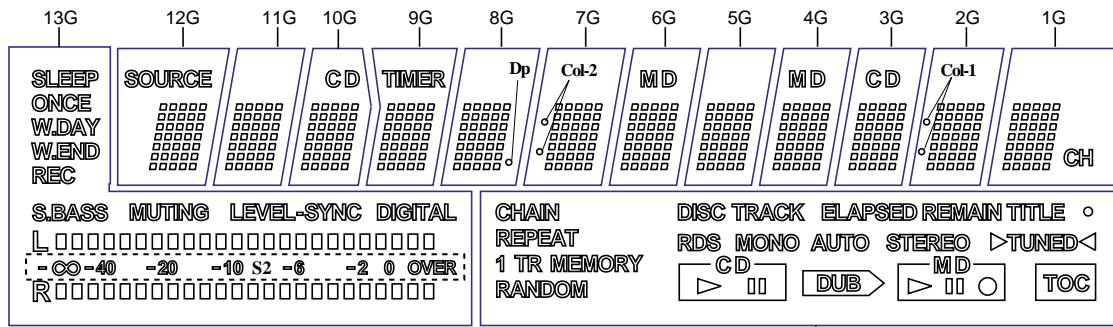 13G 12G 11G 10G 9G 8G 7G 6G 5G 4G 3G 2G 1G
SLEEP SOURCE CD TIMER Dp Col-2 MD MD CD Col-1
ONCE
W.DAY
W.END CH
REC
S.BASS MUTING LEVEL-SYNC DIGITAL CHAIN DISC TRACK ELAPSED REMAIN TITLE
L REPEAT RDS MONO AUTO STEREO TUNED
-∞ -40 -20 -10 S2 -6 -2 0 OVER 1 TR MEMORY CD DUB MD TOC
R RANDOM